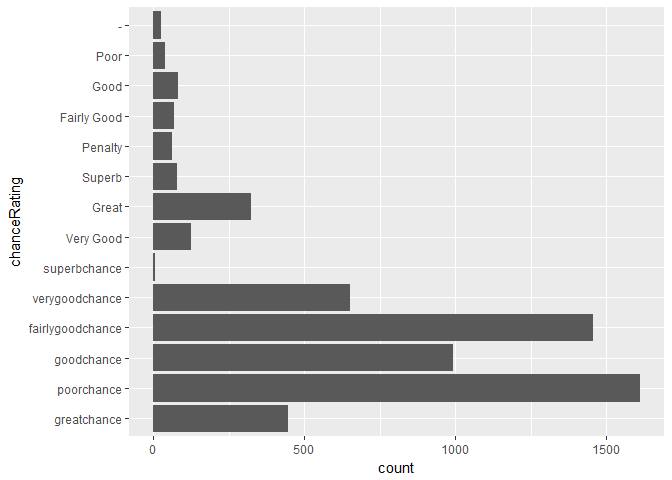 -
Poor
Good
Fairly Good
Penalty
Superb
Great
Very Good
superbchance
verygoodchance
fairlygoodchance
goodchance
poorchance
greatchance
chanceRating
0 500 1000 1500
count